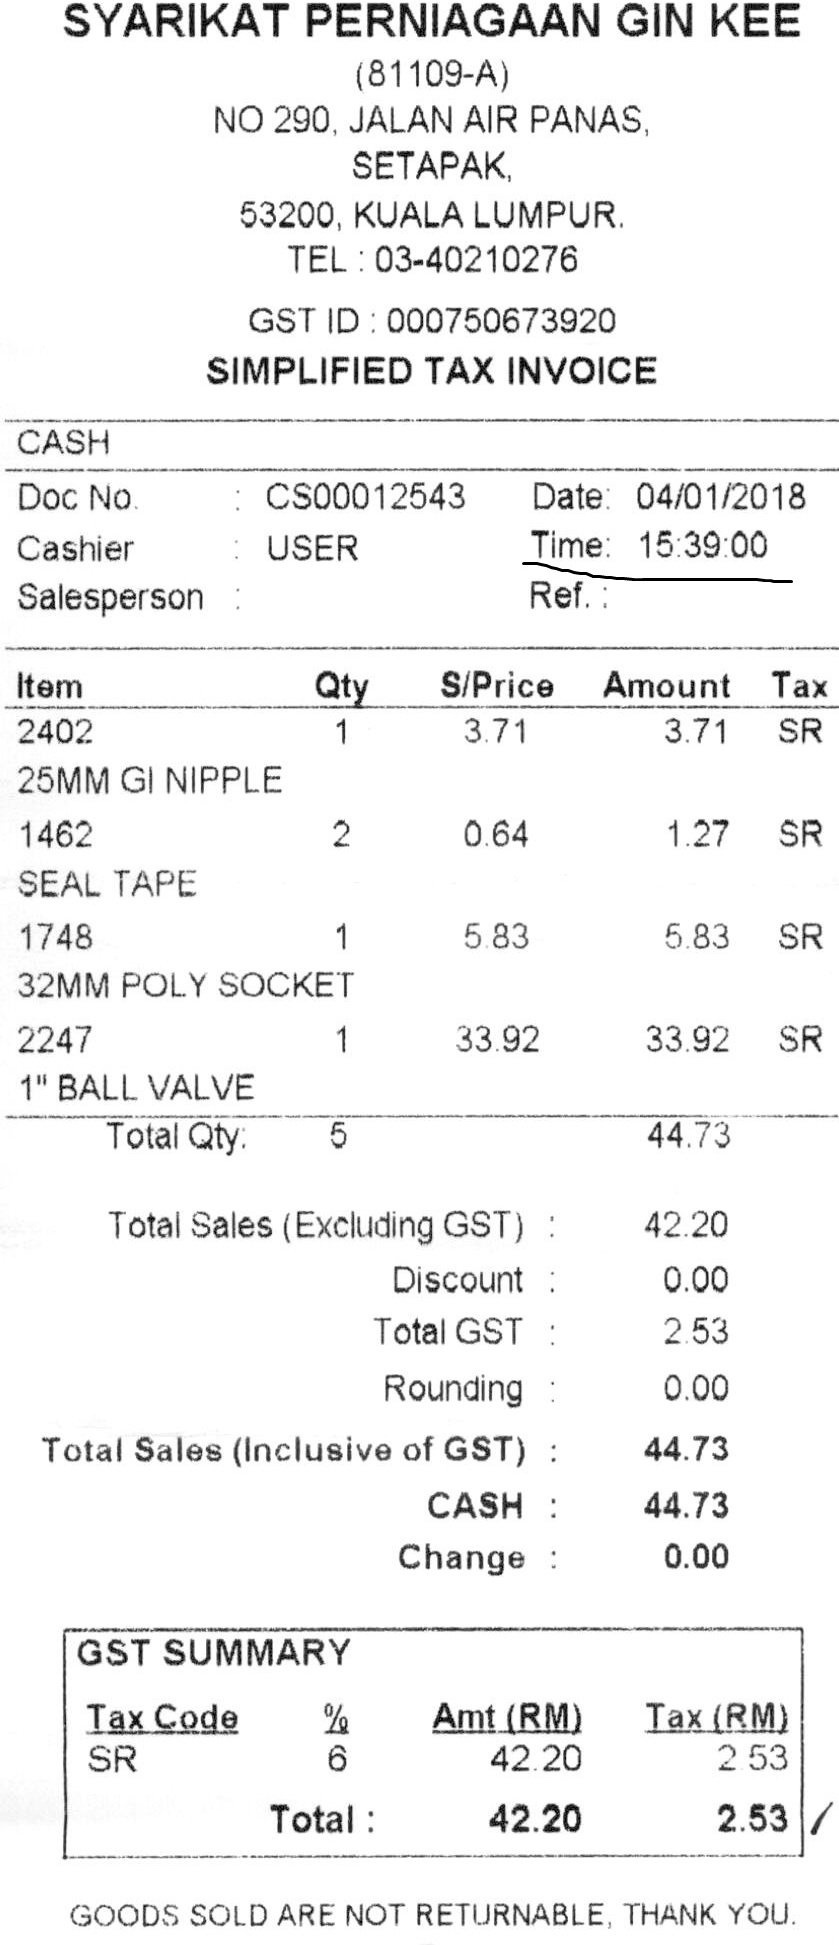 SYARIKAT PERNIAGAAN GIN KEE
(81109-A)
NO 290, JALAN AIR PANAS,
SETAPAK,
53200, KUALA LUMPUR.
TEL : 03-40210276
GST ID : 000750673920
SIMPLIFIED TAX INVOICE
CASH
Doc No. : CS00012543 Date: 04/01/2018
Cashier : USER Time: 15:39:00
Salesperson : Ref. :
Item Qty S/Price Amount Tax
2402 1 3.71 3.71 SR
25MM GI NIPPLE
1462 2 0.64 1.27 SR
SEAL TAPE
1748 1 5.83 5.83 SR
32MM POLY SOCKET
2247 1 33.92 33.92 SR
1" BALL VALVE
Total Qty: 5 44.73
Total Sales (Excluding GST) : 42.20
Discount : 0.00
Total GST : 2.53
Rounding : 0.00
Total Sales (Inclusive of GST) : 44.73
CASH : 44.73
Change : 0.00
GST SUMMARY
Tax Code % Amt (RM) Tax (RM)
SR 6 42.20 2.53
Total : 42.20 2.53
GOODS SOLD ARE NOT RETURNABLE, THANK YOU.